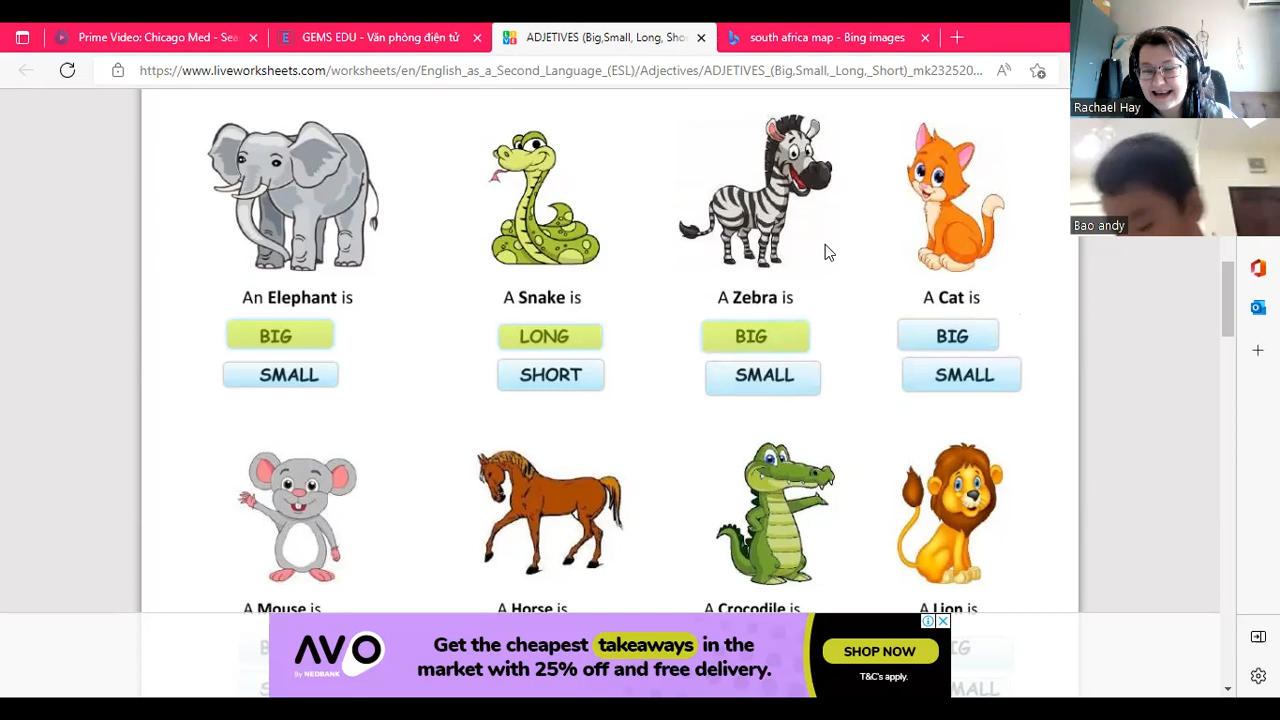 Prime Video: Chicago Med - Sea
GEMS EDU - Văn phòng điện tử
ADJETIVES (Big,Small, Long, Sho
south africa map - Bing images
https://www.liveworksheets.com/worksheets/en/English_as_a_Second_Language_(ESL)/Adjectives/ADJETIVES_(Big,Small,_Long,_Short)_mk232520...
Rachael Hay
Bao andy
An Elephant is
A Snake is
A Zebra is
A Cat is
BIG
LONG
BIG
BIG
SMALL
SHORT
SMALL
SMALL
A Mouse is
A Horse is
A Crocodile is
A Lion is
SMALL
AVO
By NEDBANK
Get the cheapest takeaways in the
market with 25% off and free delivery.
SHOP NOW
T&C's apply.